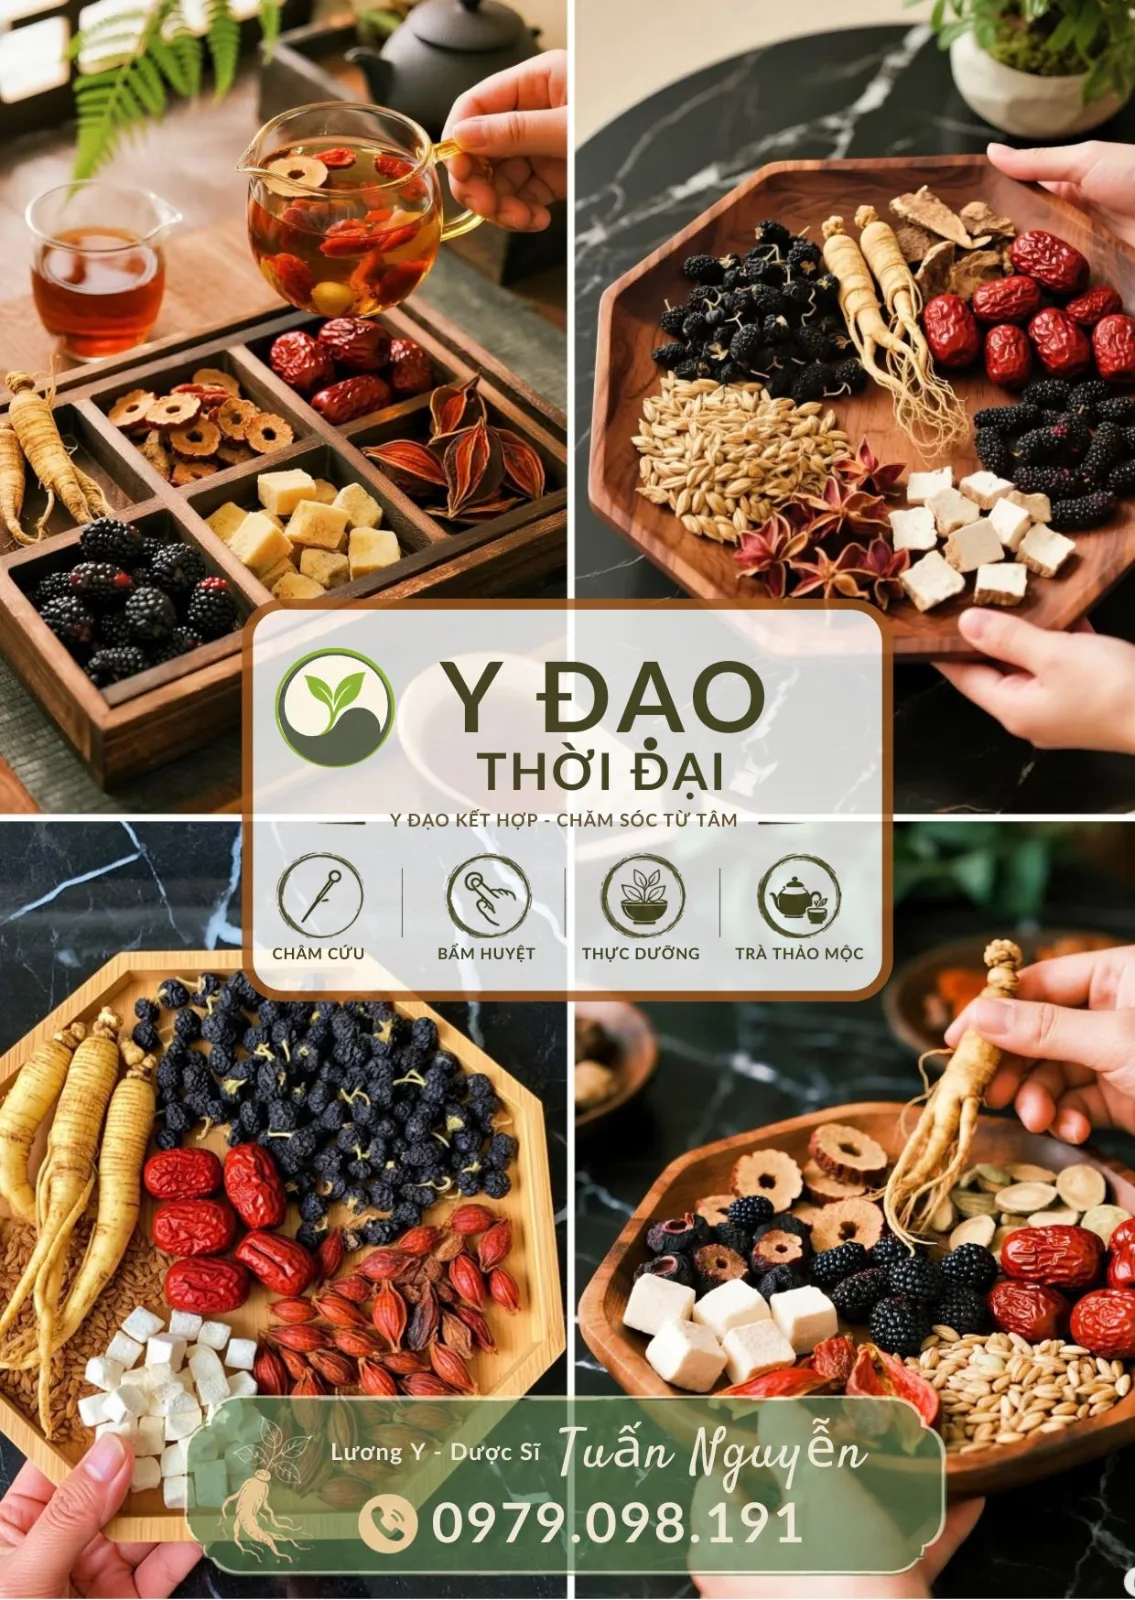 Y ĐẠO
THỜI ĐẠI
Y ĐẠO KẾT HỢP - CHĂM SÓC TỪ TÂM
CHÂM CỨU
BẤM HUYỆT
THỰC DƯỠNG
TRÀ THẢO MỘC
Lương Y - Dược Sĩ Tuấn Nguyễn
0979.098.191